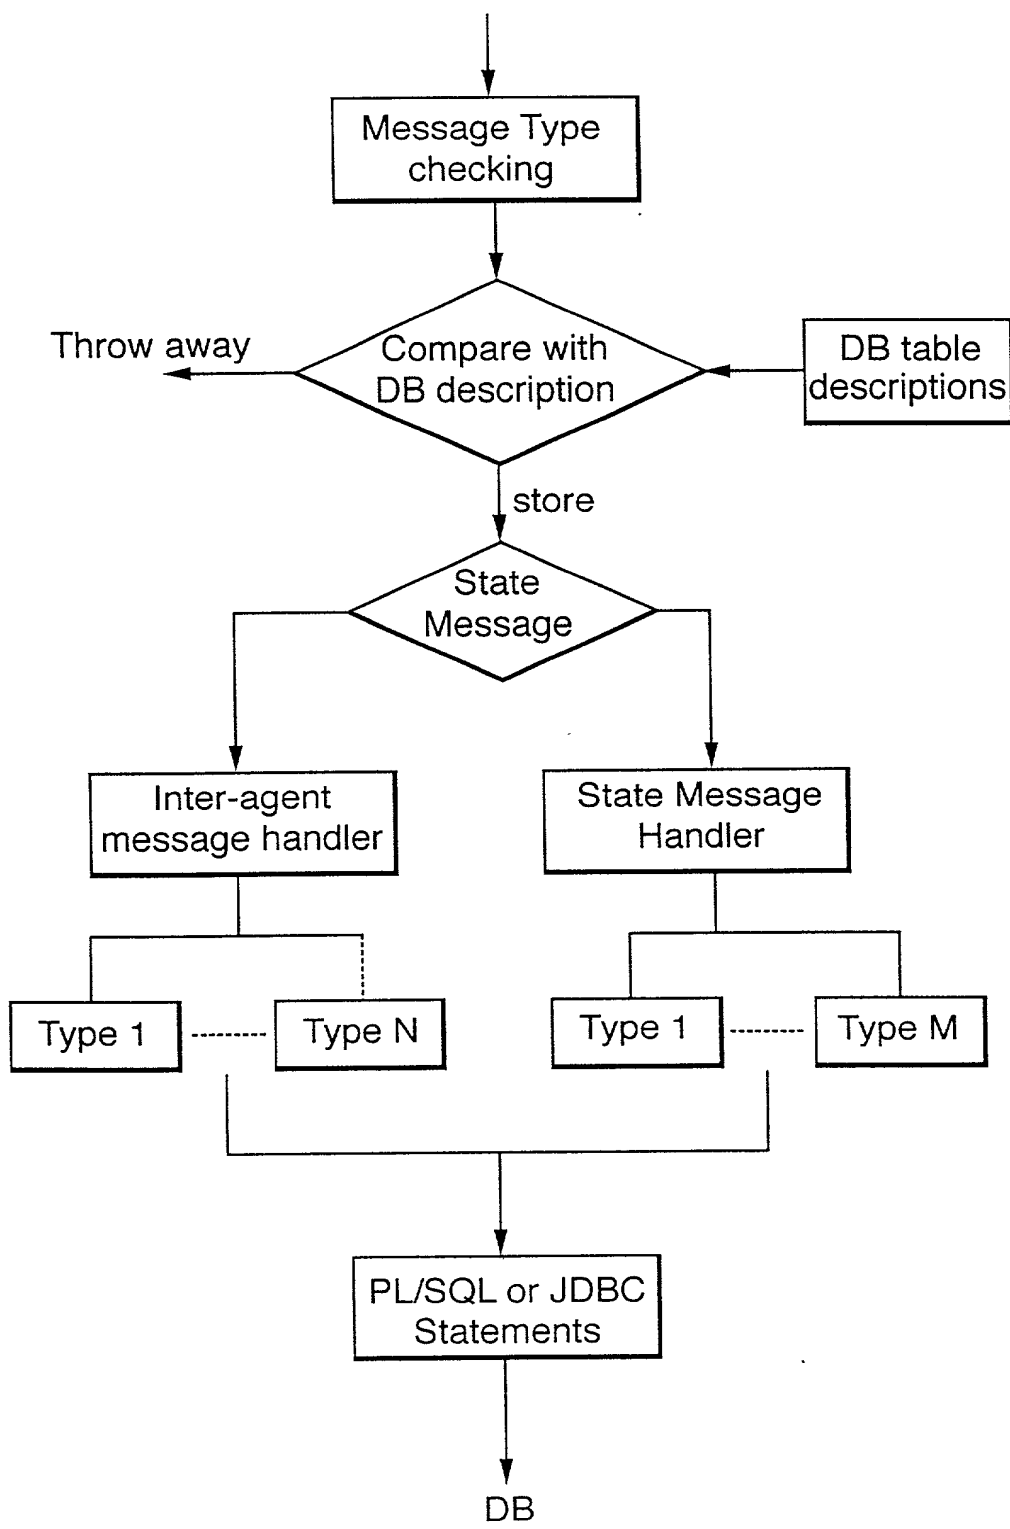 Message Type
checking
Throw away
Compare with
DB description
DB table
descriptions
store
State
Message
Inter-agent
message handler
State Message
Handler
Type 1
Type N
Type 1
Type M
PL/SQL or JDBC
Statements
DB